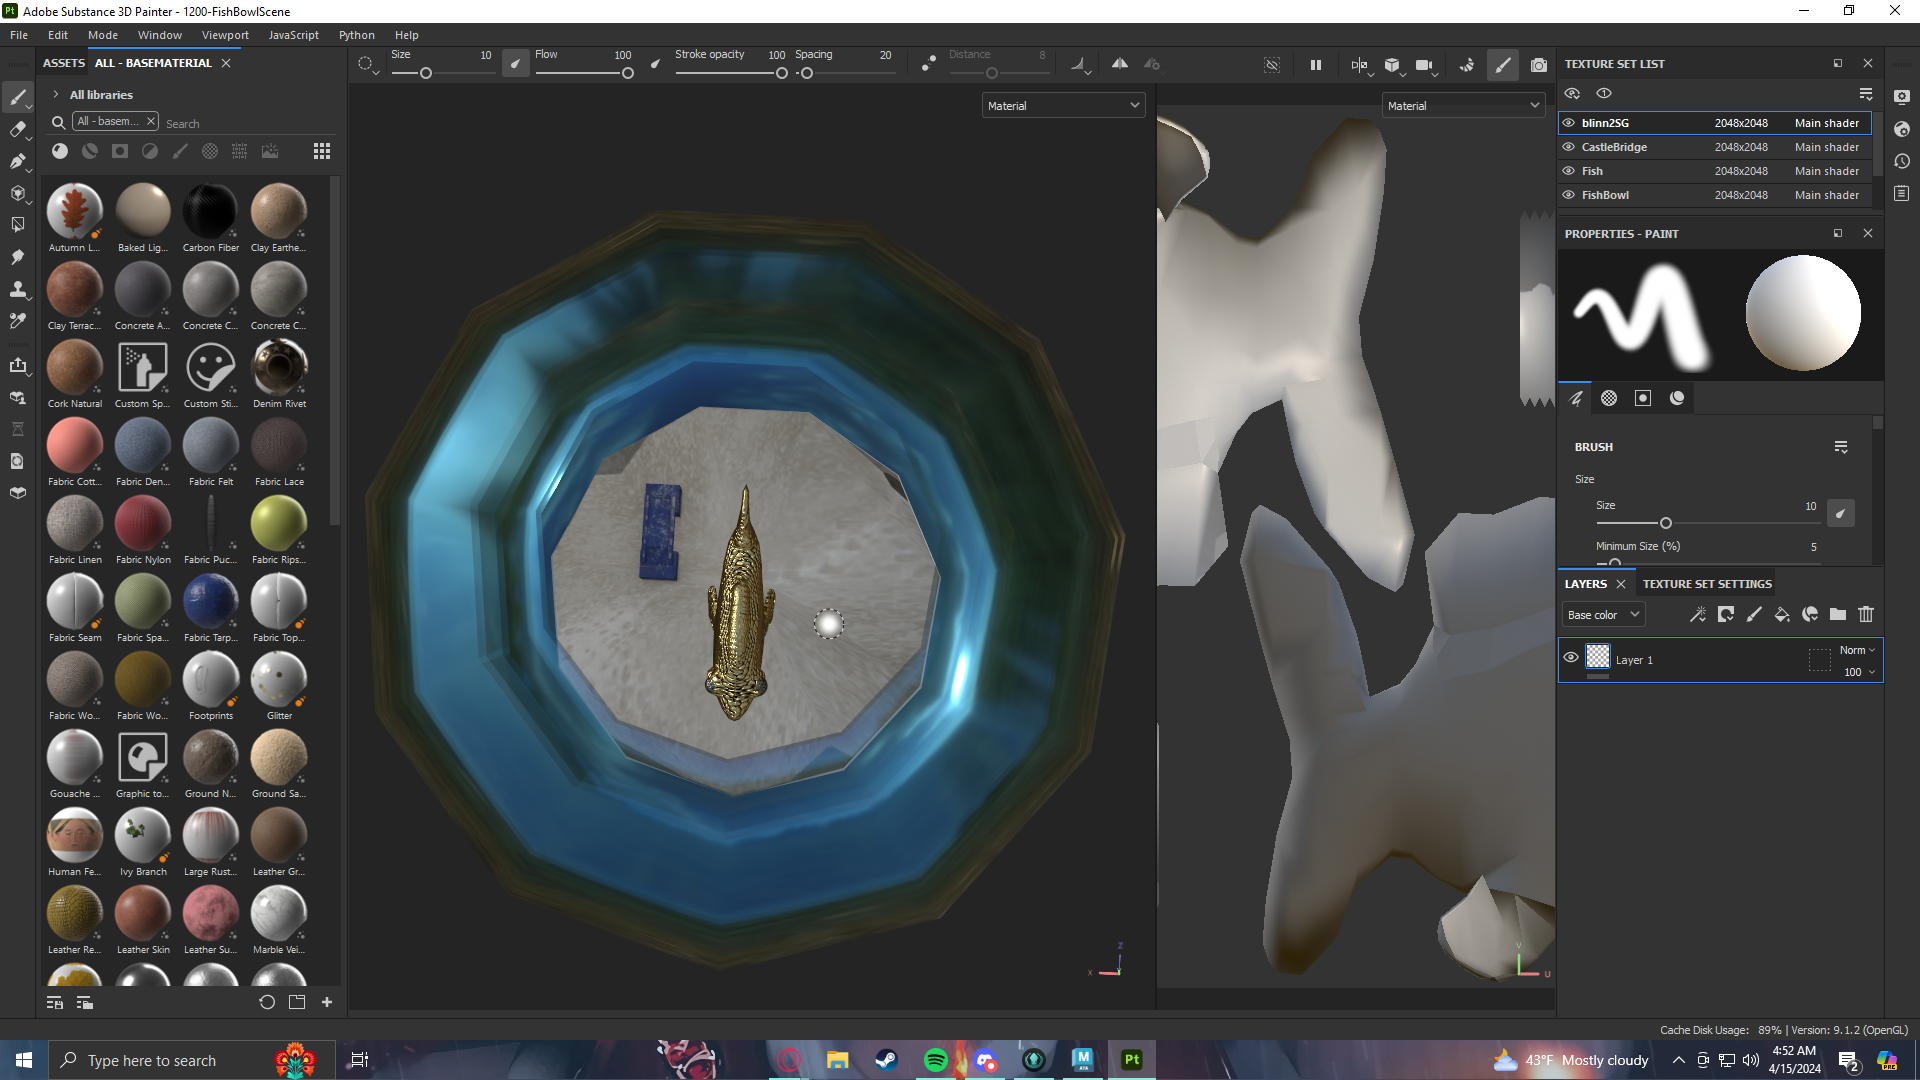 Pt Adobe Substance 3D Painter - 1200-FishBowlScene
File Edit Mode Window Viewport JavaScript Python Help
ASSETS ALL - BASEMATERIAL
Size 10 Flow 100 Stroke opacity 100 Spacing 20 Distance 8
All libraries
All - basem... Search
Autumn L... Baked Lig... Carbon Fiber Clay Earthe...
Clay Terrac... Concrete A... Concrete C... Concrete C...
Cork Natural Custom Sp... Custom Sti... Denim Rivet
Fabric Cott... Fabric Den... Fabric Felt Fabric Lace
Fabric Linen Fabric Nylon Fabric Puc... Fabric Rips...
Fabric Seam Fabric Spa... Fabric Tarp... Fabric Top...
Fabric Wo... Fabric Wo... Footprints Glitter
Gouache ... Graphic to... Ground N... Ground Sa...
Human Fe... Ivy Branch Large Rust... Leather Gr...
Leather Re... Leather Skin Leather Su... Marble Vei...
Material
Z
X
Y
Material
V
U
TEXTURE SET LIST
blinn2SG 2048x2048 Main shader
CastleBridge 2048x2048 Main shader
Fish 2048x2048 Main shader
FishBowl 2048x2048 Main shader
PROPERTIES - PAINT
BRUSH
Size
Size 10
Minimum Size (%) 5
LAYERS TEXTURE SET SETTINGS
Base color
Layer 1 Norm
100
Cache Disk Usage: 89% | Version: 9.1.2 (OpenGL)
Type here to search
M
Pt
43°F Mostly cloudy
4:52 AM
4/15/2024
2
PRE